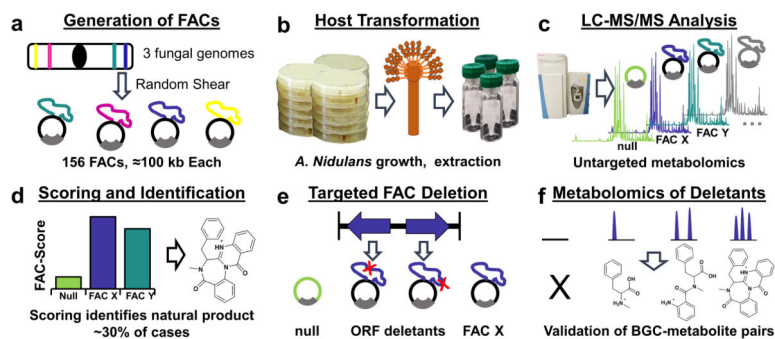 a Generation of FACs
3 fungal genomes
Random Shear
156 FACs, ≈100 kb Each
b Host Transformation
A. Nidulans growth, extraction
c LC-MS/MS Analysis
null
FAC X
FAC Y
Untargeted metabolomics
d Scoring and Identification
FAC-Score
Null FAC X FAC Y
HN
O
N
N
O
Scoring identifies natural product
~30% of cases
e Targeted FAC Deletion
X
X
null ORF deletants FAC X
f Metabolomics of Deletants
X
Validation of BGC-metabolite pairs